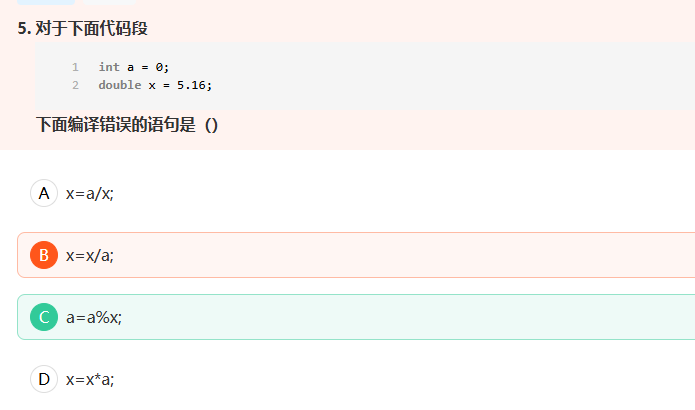 5. 对于下面代码段
1 int a = 0;
2 double x = 5.16;
下面编译错误的语句是（）
A x=a/x;
B x=x/a;
C a=a%x;
D x=x*a;